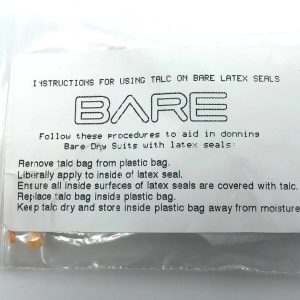 INSTRUCTIONS FOR USING TALC ON BARE LATEX SEALS
BARE
Follow these procedures to aid in donning
Bare Dry Suits with latex seals:
Remove talc bag from plastic bag.
Liberally apply to inside of latex seal.
Ensure all inside surfaces of latex seals are covered with talc.
Replace talc bag inside plastic bag.
Keep talc dry and store inside plastic bag away from moisture